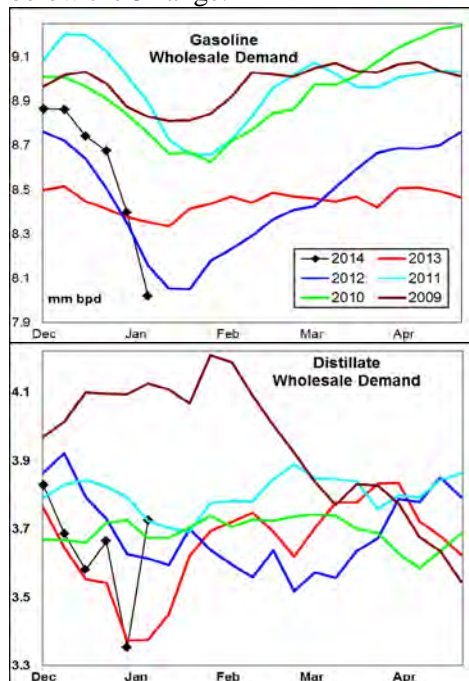 Gasoline
Wholesale Demand
9.1
8.9
8.7
8.5
8.3
8.1
7.9
mm bpd
2014
2013
2012
2011
2010
2009
Dec Jan Feb Mar Apr
Distillate
Wholesale Demand
4.1
3.9
3.7
3.5
3.3
Dec Jan Feb Mar Apr